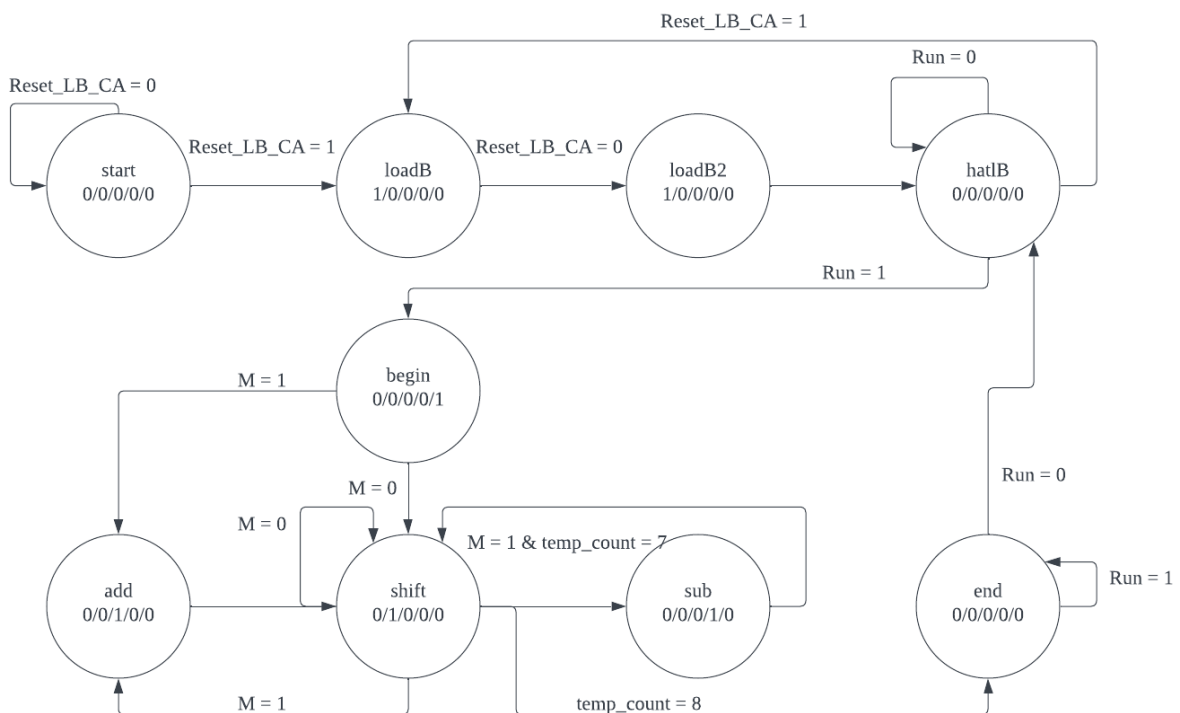 Reset_LB_CA = 1
Run = 0
Reset_LB_CA = 0
Reset_LB_CA = 1
Reset_LB_CA = 0
start
0/0/0/0/0
loadB
1/0/0/0/0
loadB2
1/0/0/0/0
hatlB
0/0/0/0/0
Run = 1
begin
0/0/0/0/1
M = 1
Run = 0
M = 0
M = 0
M = 1 & temp_count = 7
Run = 1
add
0/0/1/0/0
shift
0/1/0/0/0
sub
0/0/0/1/0
end
0/0/0/0/0
M = 1
temp_count = 8